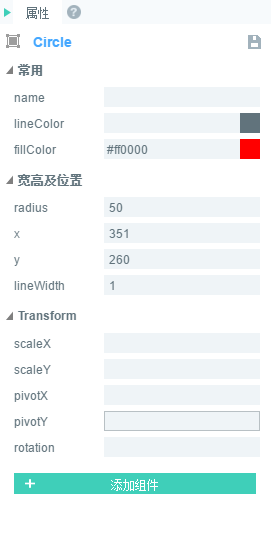 属性 ?
Circle
常用
name
lineColor
fillColor #ff0000
宽高及位置
radius 50
x 351
y 260
lineWidth 1
Transform
scaleX
scaleY
pivotX
pivotY
rotation
+ 添加组件